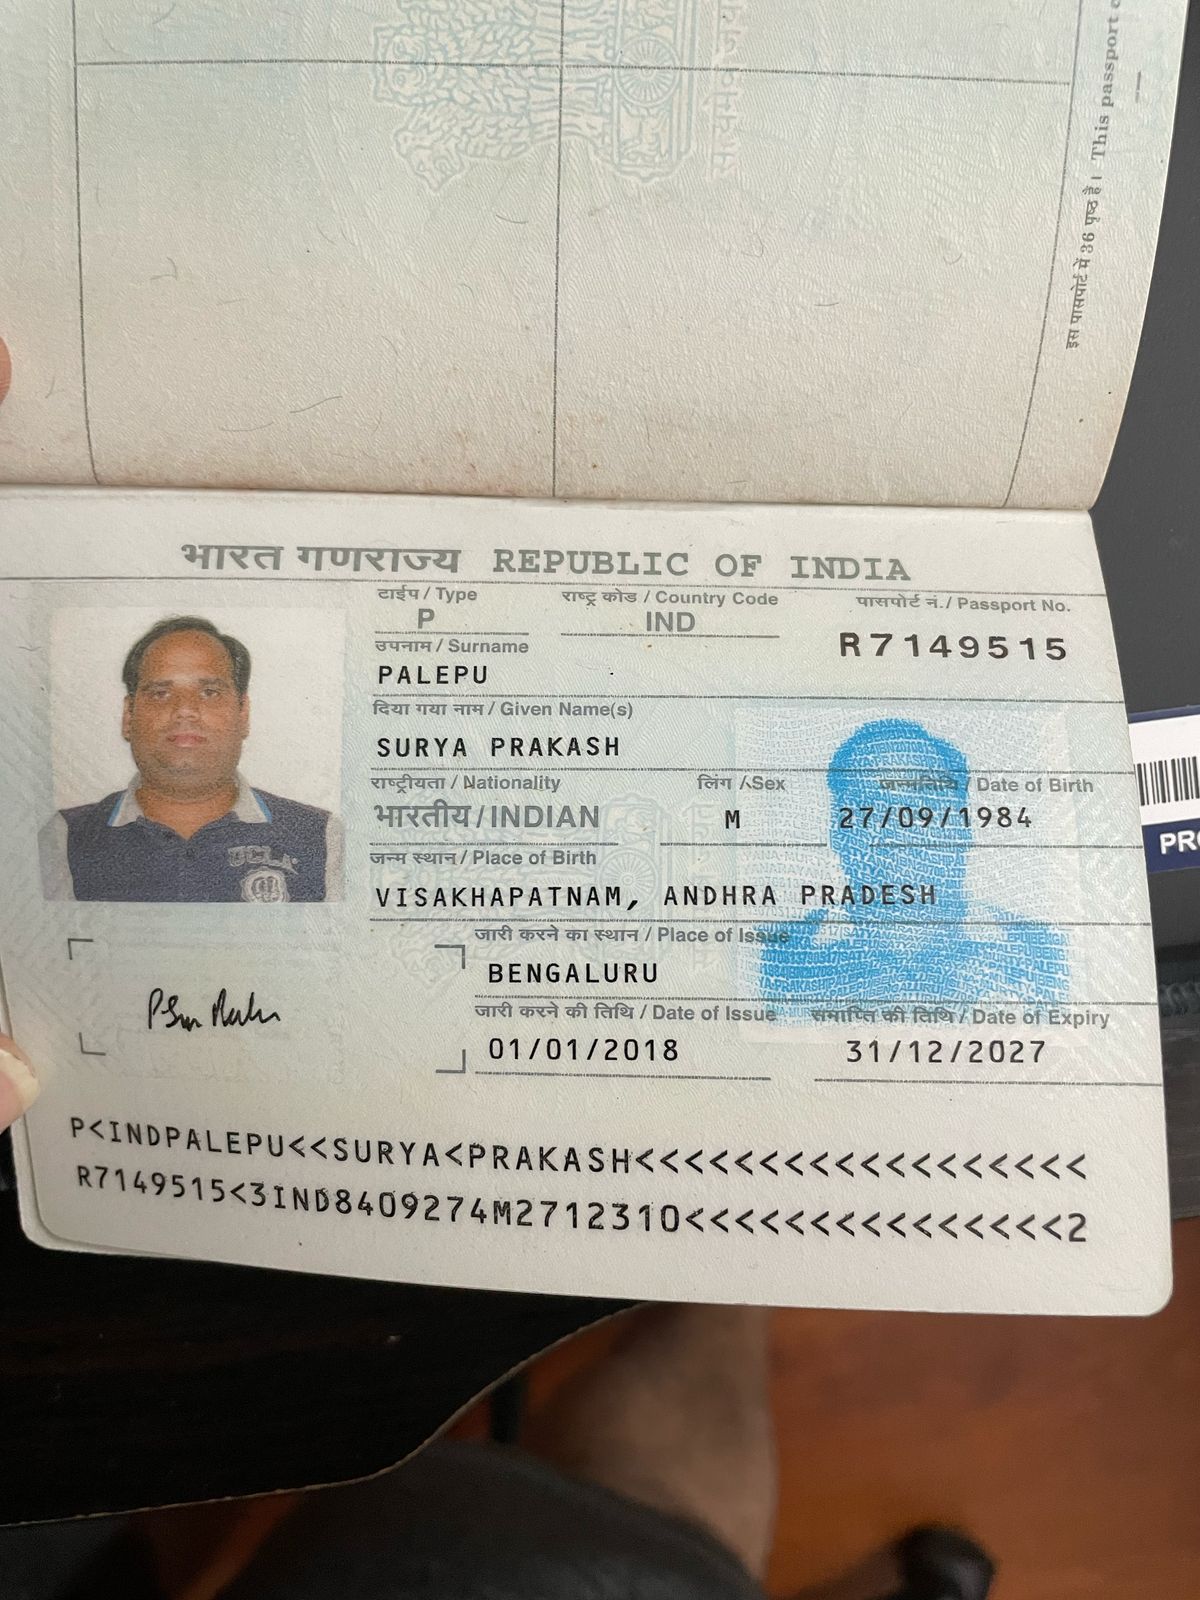 इस पासपोर्ट में 36 पृष्ठ हैं। This passport
भारत गणराज्य REPUBLIC OF INDIA
टाईप / Type राष्ट्र कोड / Country Code पासपोर्ट नं. / Passport No.
P IND R7149515
उपनाम / Surname
PALEPU
दिया गया नाम / Given Name(s)
SURYA PRAKASH
राष्ट्रीयता / Nationality लिंग / Sex जन्मतिथि / Date of Birth
भारतीय / INDIAN M 27/09/1984
जन्म स्थान / Place of Birth
VISAKHAPATNAM, ANDHRA PRADESH
जारी करने का स्थान / Place of Issue
BENGALURU
जारी करने की तिथि / Date of Issue समाप्ति की तिथि / Date of Expiry
01/01/2018 31/12/2027
P<INDPALEPU<<SURYA<PRAKASH<<<<<<<<<<<<<<<<<<
R7149515<3IND8409274M2712310<<<<<<<<<<<<<<<2
UCLA
PRO